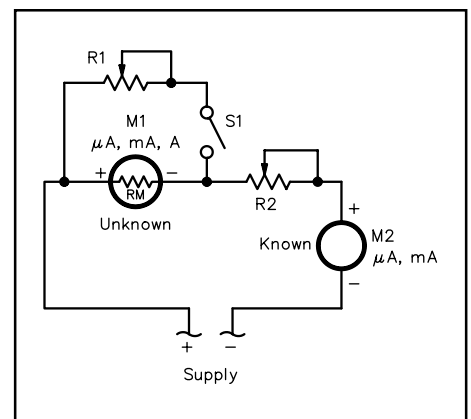 R1
M1
S1
μA, mA, A
+
-
RM
R2
Unknown
+
Known
M2
μA, mA
-
+
-
Supply